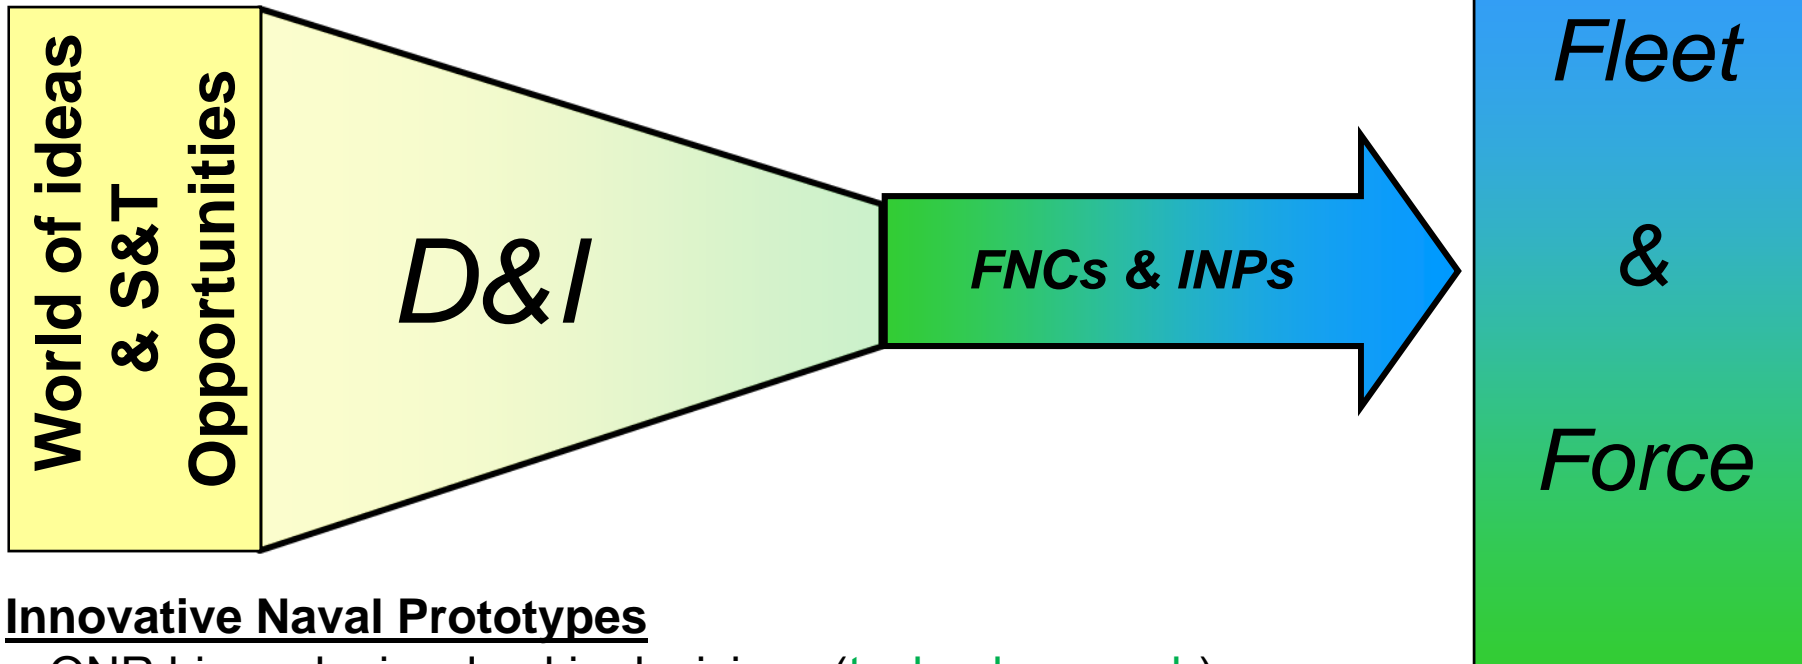 World of ideas
& S&T
Opportunities
D&I
FNCs & INPs
Fleet
&
Force
Innovative Naval Prototypes